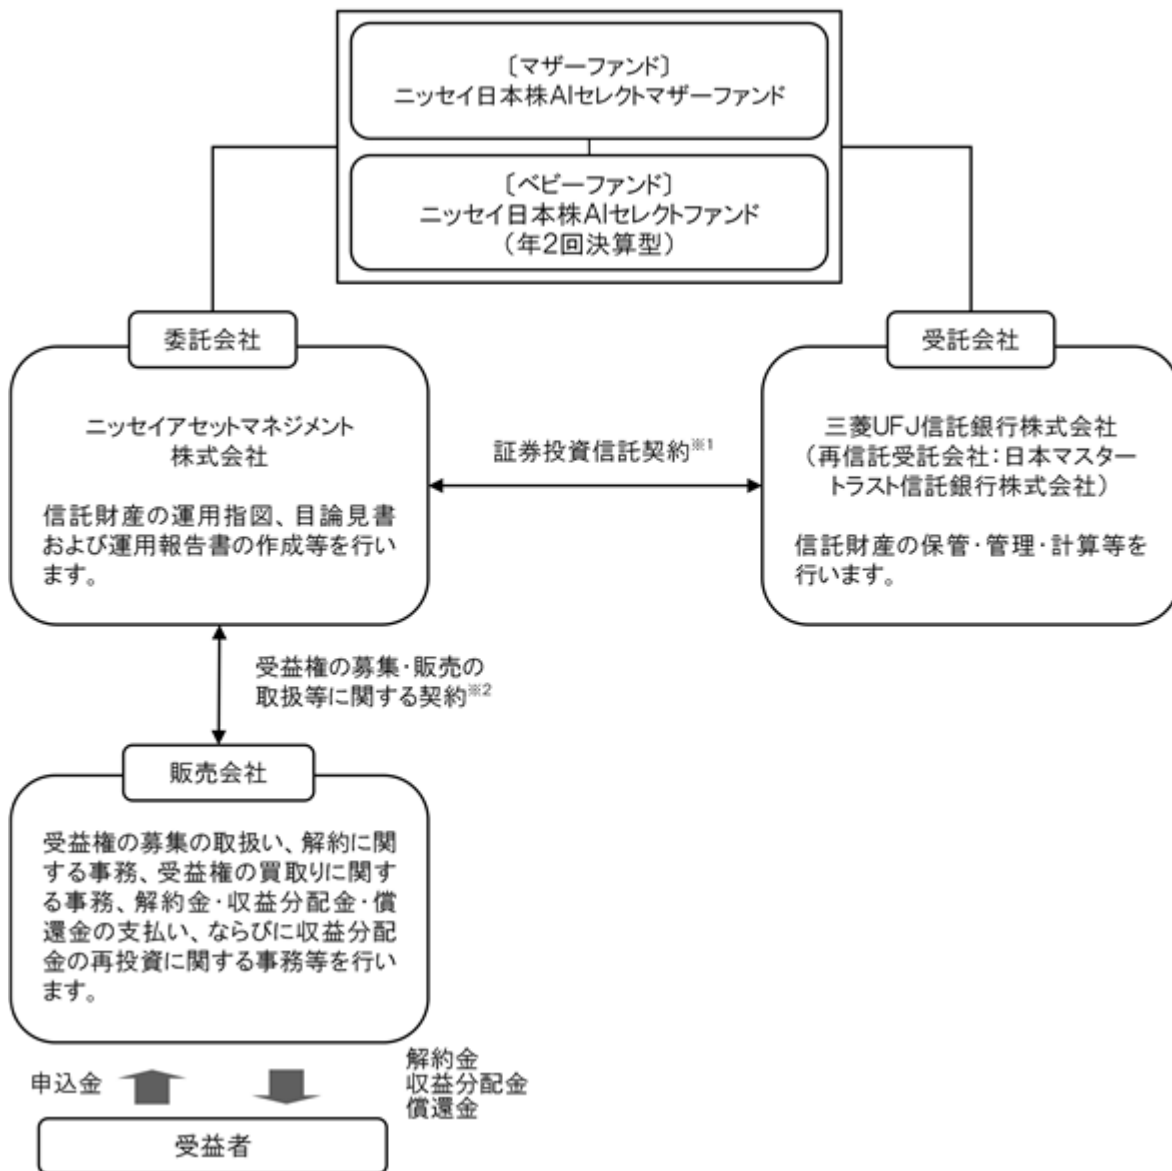 〔マザーファンド〕
ニッセイ日本株AIセレクトマザーファンド
〔ベビーファンド〕
ニッセイ日本株AIセレクトファンド
（年2回決算型）
委託会社
ニッセイアセットマネジメント
株式会社
信託財産の運用指図、目論見書
および運用報告書の作成等を行い
ます。
証券投資信託契約※1
受託会社
三菱UFJ信託銀行株式会社
（再信託受託会社：日本マスター
トラスト信託銀行株式会社）
信託財産の保管・管理・計算等を
行います。
受益権の募集・販売の
取扱等に関する契約※2
販売会社
受益権の募集の取扱い、解約に関
する事務、受益権の買取りに関す
る事務、解約金・収益分配金・償
還金の支払い、ならびに収益分配
金の再投資に関する事務等を行い
ます。
申込金
解約金
収益分配金
償還金
受益者